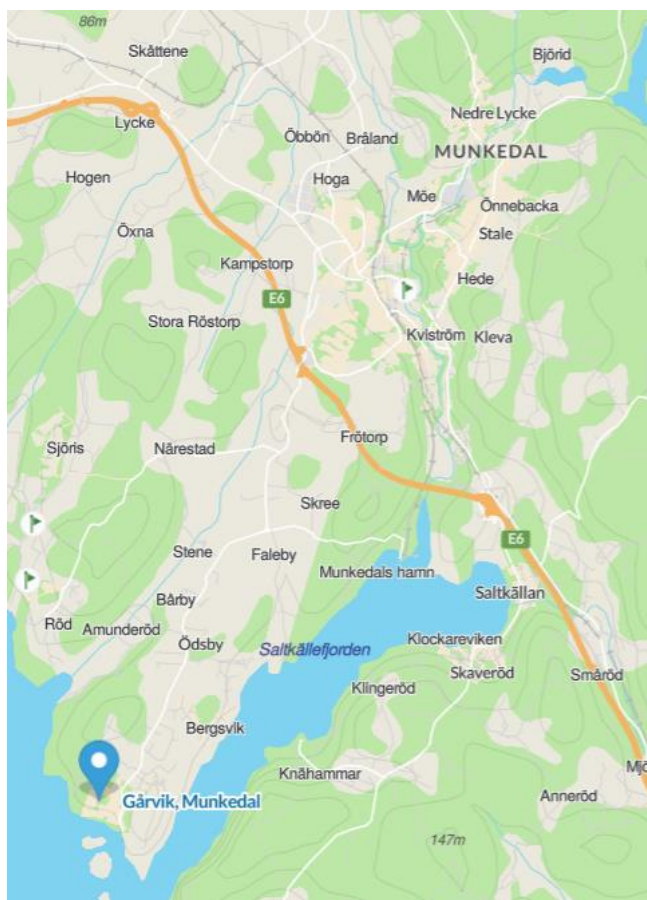 86m
Skåttene
Björid
Nedre Lycke
Lycke
Öbbön
Bråland
MUNKEDAL
Hogen
Hoga
Möe
Önnebacka
Öxna
Stale
Kampstorp
Hede
E6
Stora Röstorp
Kviström
Kleva
Frötorp
Sjöris
Nårestad
Skree
E6
Stene
Faleby
Munkedals hamn
Saltkällan
Bårby
Röd
Amunderöd
Ödsby
Saltkällefjorden
Klockareviken
Skaveröd
Småröd
Klingeröd
Bergsvik
Knähammar
Mjö
Gårvik, Munkedal
Anneröd
147m